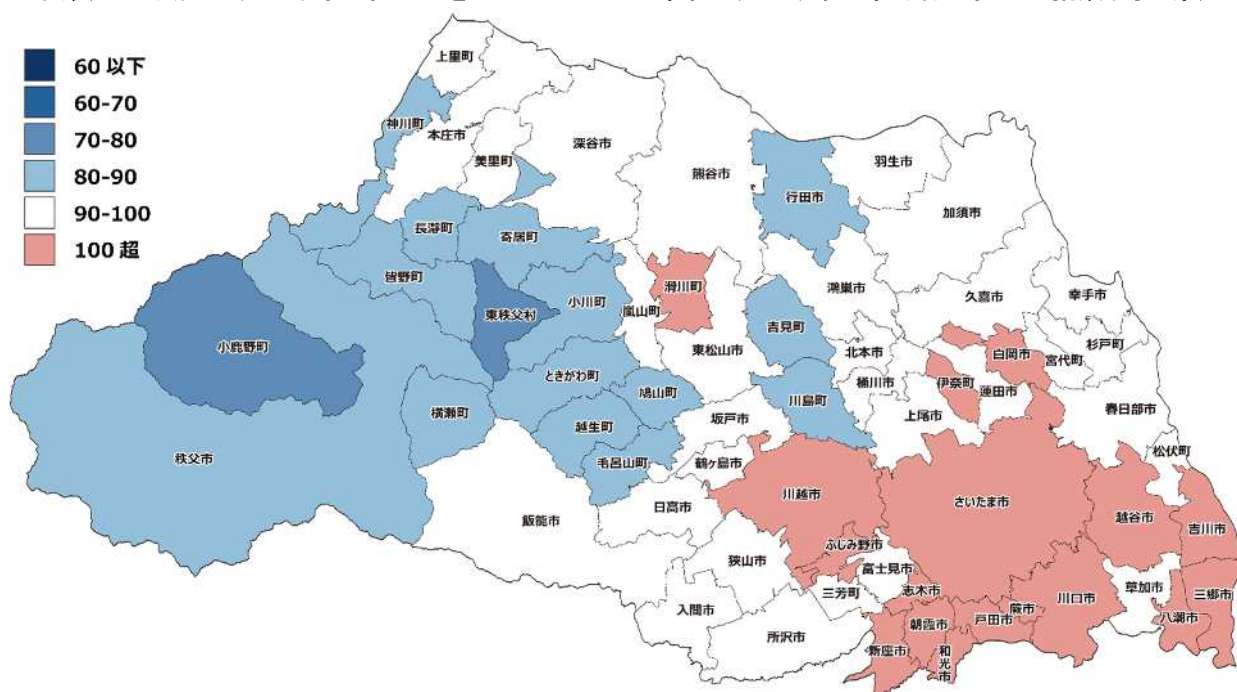 60 以下
60-70
70-80
80-90
90-100
100 超
上里町
神川町
本庄市
美里町
深谷市
熊谷市
行田市
羽生市
加須市
長瀞町
寄居町
皆野町
小川町
東秩父村
嵐山町
滑川町
東松山市
吉見町
鴻巣市
久喜市
幸手市
杉戸町
宮代町
白岡市
北本市
桶川市
伊奈町
蓮田市
上尾市
春日部市
松伏町
小鹿野町
秩父市
横瀬町
ときがわ町
鳩山町
越生町
毛呂山町
川島町
坂戸市
鶴ヶ島市
日高市
飯能市
川越市
さいたま市
越谷市
吉川市
狭山市
ふじみ野市
富士見市
三芳町
志木市
入間市
所沢市
新座市
朝霞市
和光市
戸田市
蕨市
川口市
草加市
八潮市
三郷市